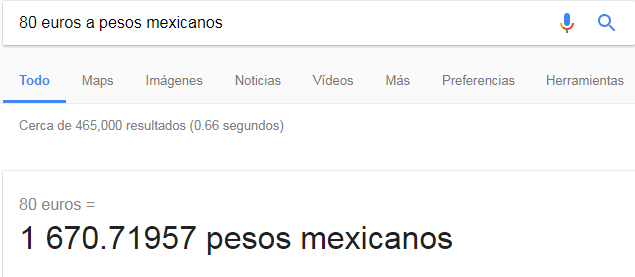 80 euros a pesos mexicanos
Todo Maps Imágenes Noticias Vídeos Más Preferencias Herramientas
Cerca de 465,000 resultados (0.66 segundos)
80 euros =
1 670.71957 pesos mexicanos